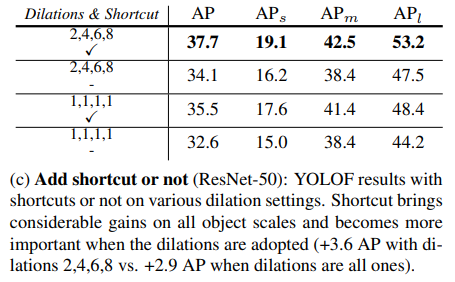 Dilations & Shortcut AP APₛ APₘ APₗ
2,4,6,8
✓ 37.7 19.1 42.5 53.2
2,4,6,8
- 34.1 16.2 38.4 47.5
1,1,1,1
✓ 35.5 17.6 41.4 48.4
1,1,1,1
- 32.6 15.0 38.4 44.2
(c) Add shortcut or not (ResNet-50): YOLOF results with
shortcuts or not on various dilation settings. Shortcut brings
considerable gains on all object scales and becomes more
important when the dilations are adopted (+3.6 AP with di-
lations 2,4,6,8 vs. +2.9 AP when dilations are all ones).